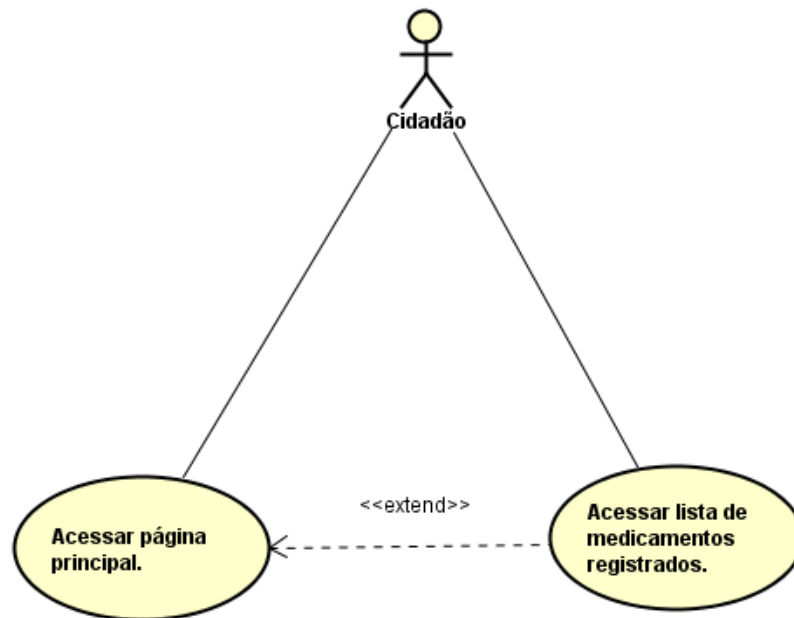 Cidadão
<<extend>>
Acessar página
principal.
Acessar lista de
medicamentos
registrados.